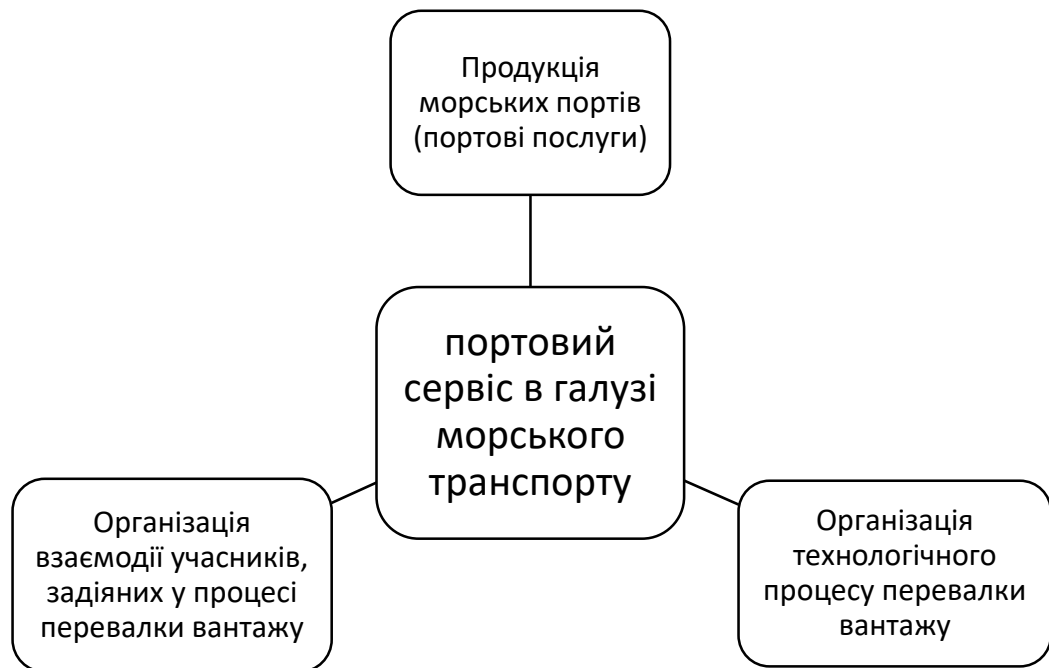 Продукція
морських портів
(портові послуги)
портовий
сервіс в галузі
морського
транспорту
Організація
взаємодії учасників,
задіяних у процесі
перевалки вантажу
Організація
технологічного
процесу перевалки
вантажу